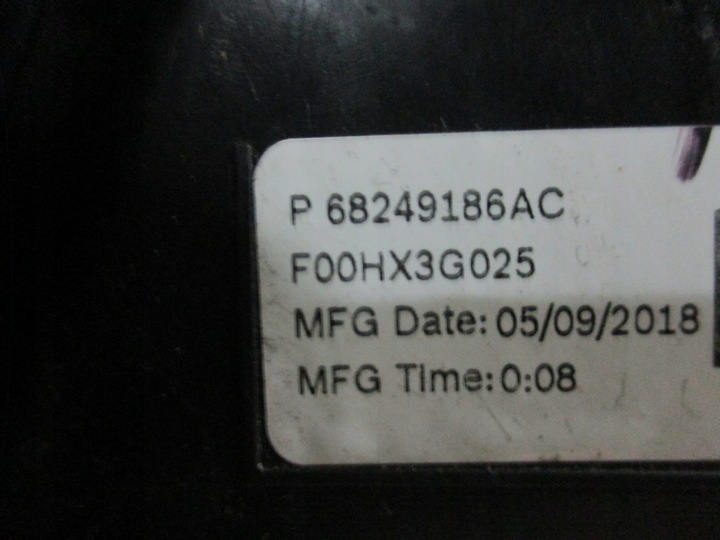 P 68249186AC
F00HX3G025
MFG Date: 05/09/2018
MFG Time: 0:08